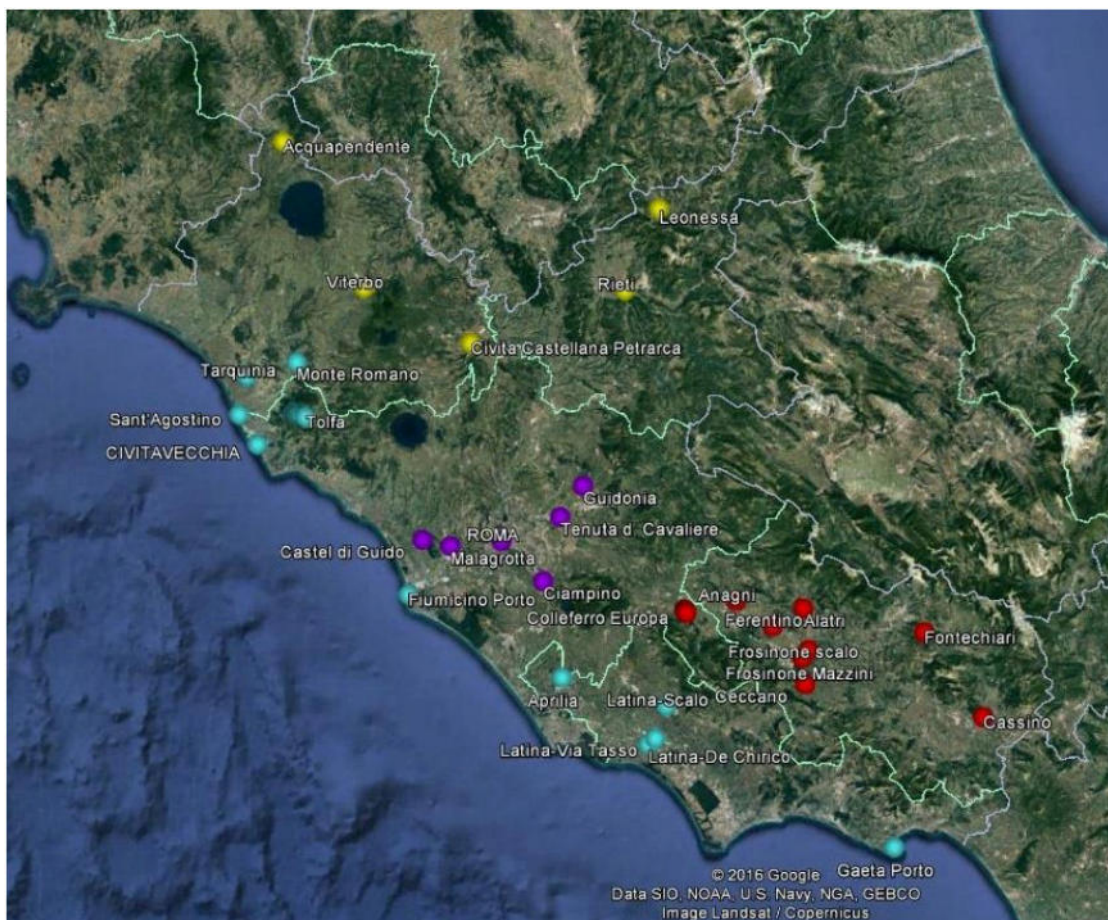 Acquapendente
Leonessa
Viterbo
Rieti
Civita Castellana Petrarca
Tarquinia
Monte Romano
Sant'Agostino
Tolfa
CIVITAVECCHIA
Guidonia
Tenuta d. Cavaliere
ROMA
Castel di Guido
Malagrotta
Fiumicino Porto
Ciampino
Anagni
Colleferro Europa
Ferentino
Alatri
Fontechiari
Frosinone scalo
Frosinone Mazzini
Aprilia
Latina-Scalo
Ceccano
Cassino
Latina-Via Tasso
Latina-De Chirico
Gaeta Porto
© 2016 Google
Data SIO, NOAA, U.S. Navy, NGA, GEBCO
Image Landsat / Copernicus